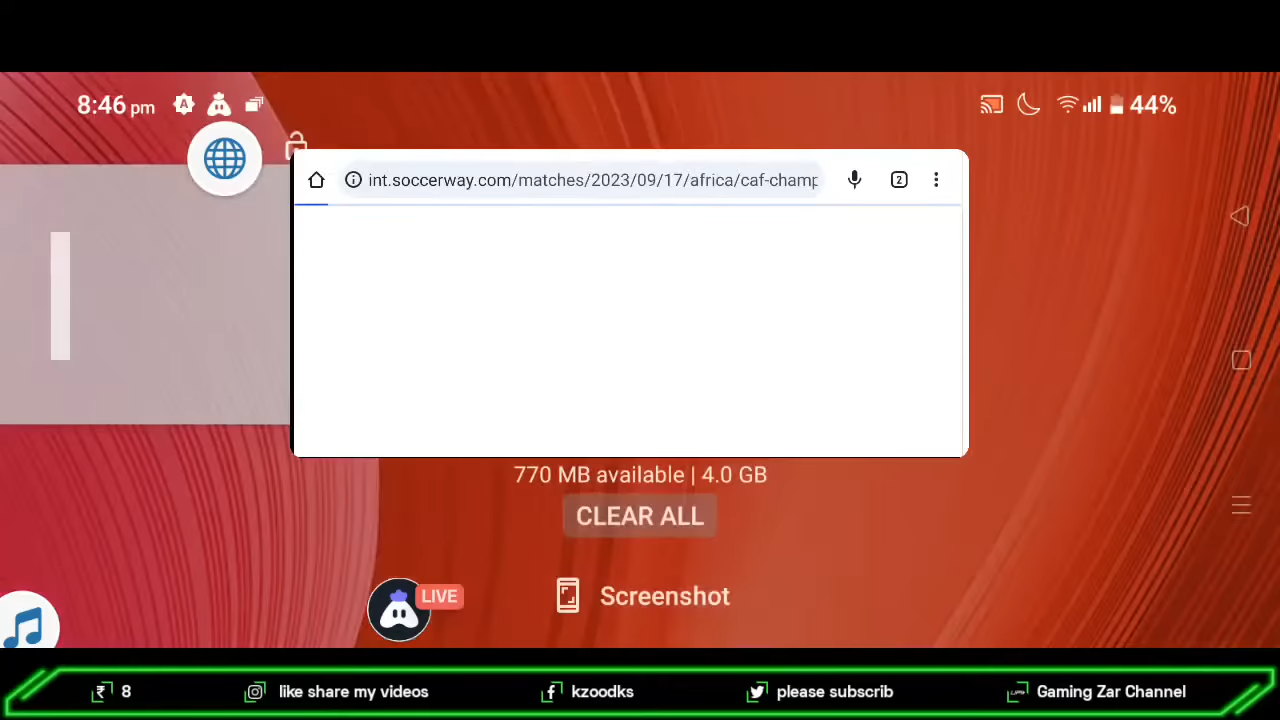 8:46 pm
44%
int.soccerway.com/matches/2023/09/17/africa/caf-champ
2
770 MB available | 4.0 GB
CLEAR ALL
LIVE
Screenshot
₹ 8
like share my videos
kzoodks
please subscrib
Gaming Zar Channel